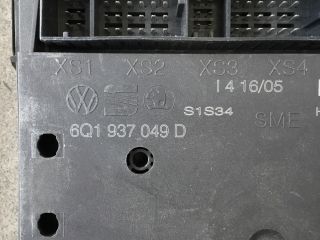 XS1 XS2 XS3 XS4
I 4 16/05
S1S34
SME
6Q1 937 049 D